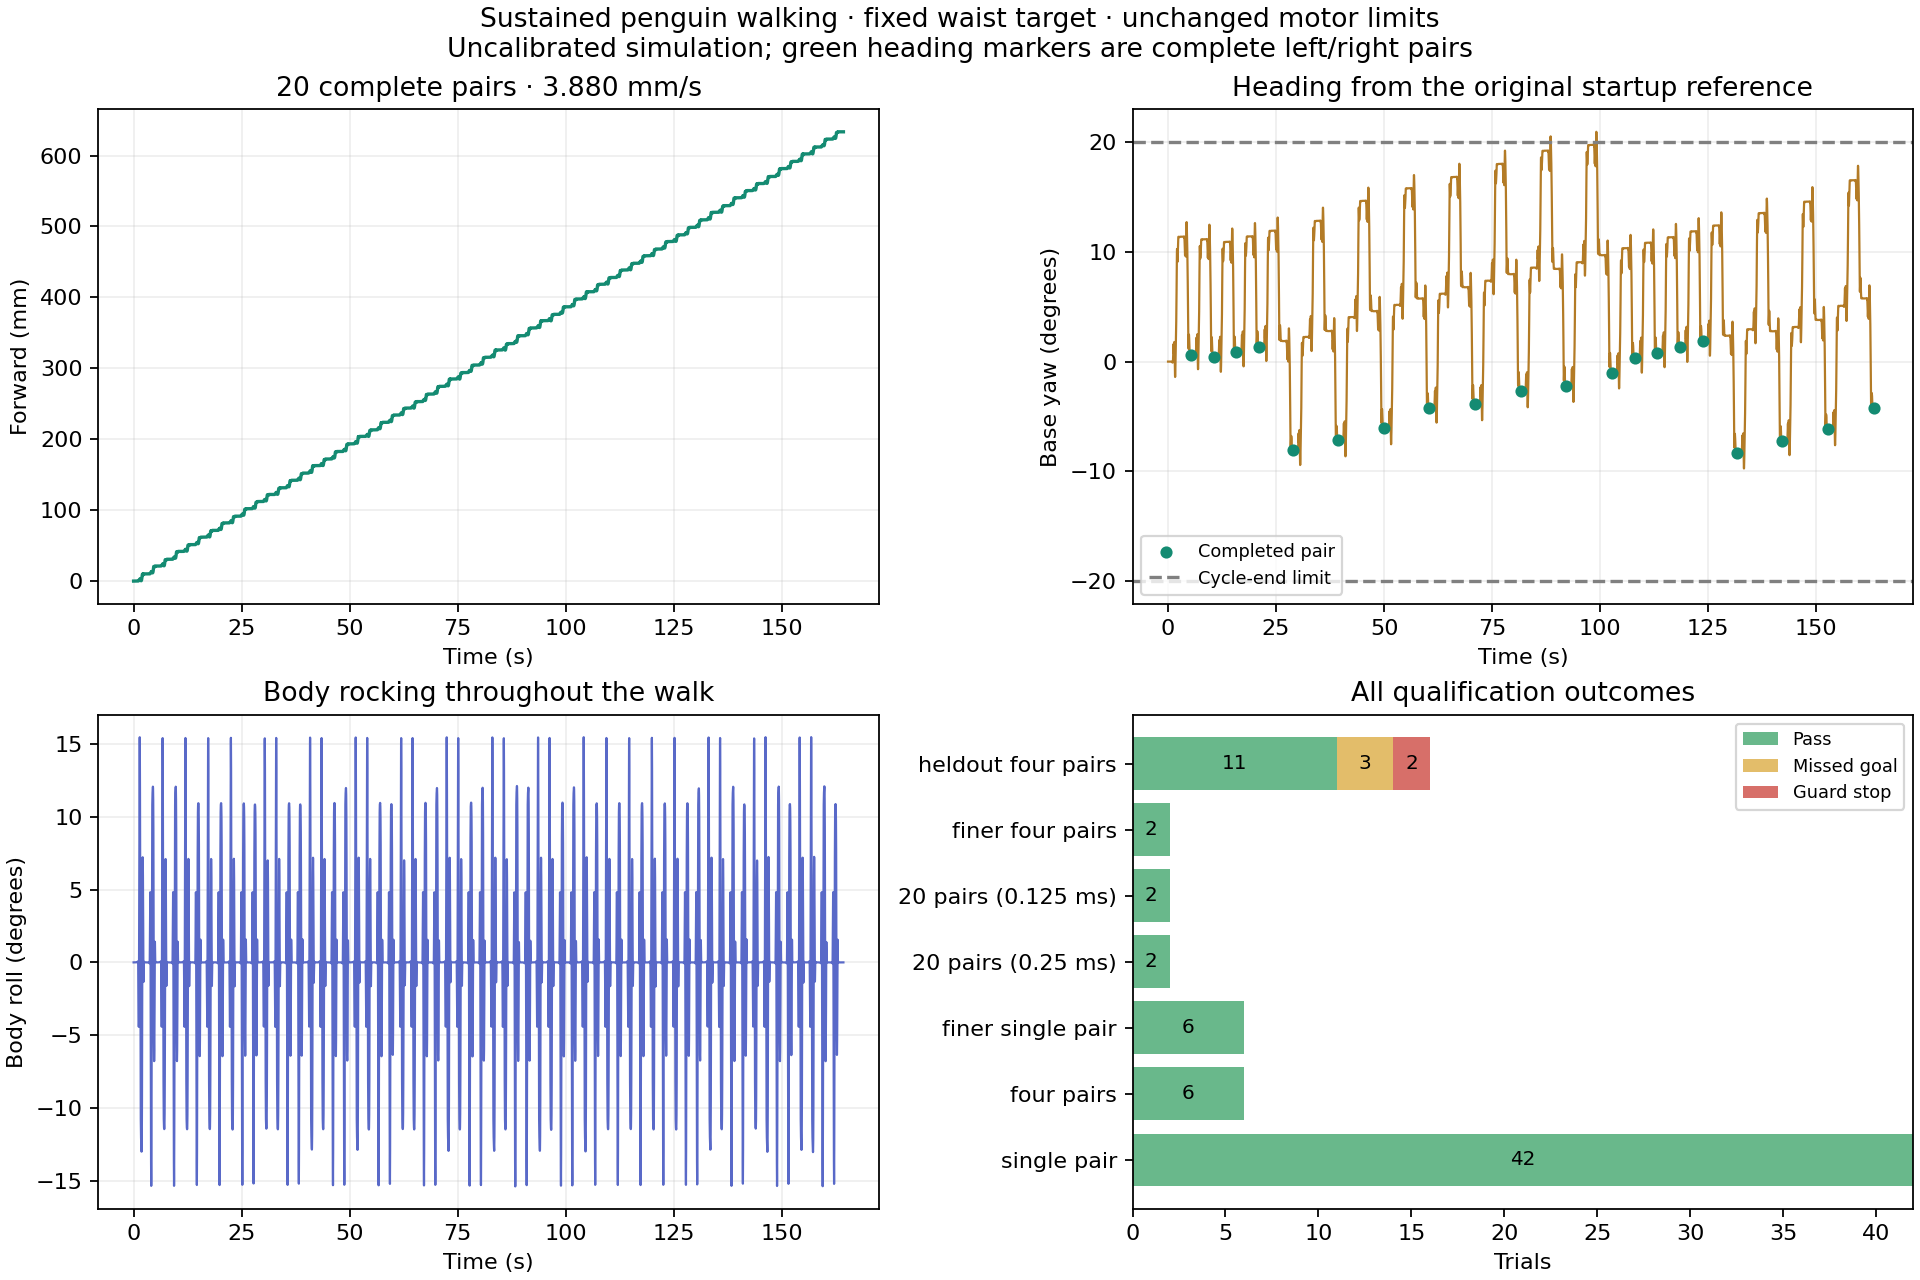 Sustained penguin walking · fixed waist target · unchanged motor limits
Uncalibrated simulation; green heading markers are complete left/right pairs
20 complete pairs · 3.880 mm/s
Forward (mm)
600
500
400
300
200
100
0
0 25 50 75 100 125 150
Time (s)
Heading from the original startup reference
Base yaw (degrees)
20
10
0
−10
−20
Completed pair
Cycle-end limit
0 25 50 75 100 125 150
Time (s)
Body rocking throughout the walk
Body roll (degrees)
15
10
5
0
−5
−10
−15
0 25 50 75 100 125 150
Time (s)
All qualification outcomes
Pass
Missed goal
Guard stop
heldout four pairs 11 3 2
finer four pairs 2
20 pairs (0.125 ms) 2
20 pairs (0.25 ms) 2
finer single pair 6
four pairs 6
single pair 42
0 5 10 15 20 25 30 35 40
Trials